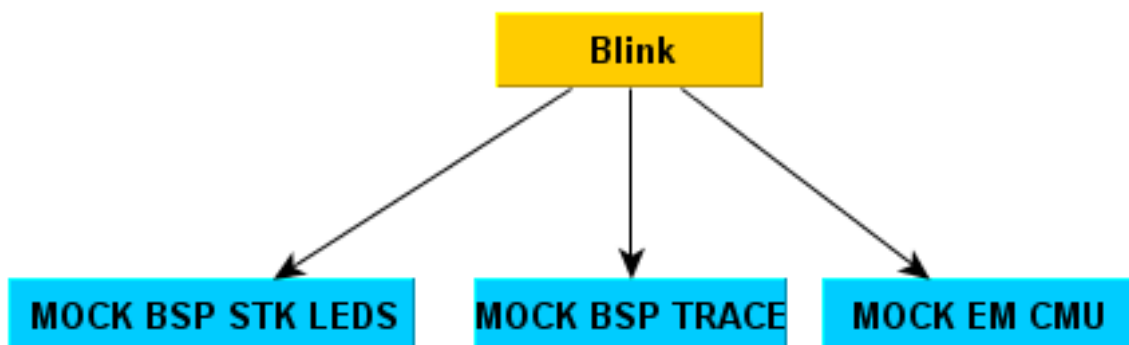 Blink
MOCK BSP STK LEDS
MOCK BSP TRACE
MOCK EM CMU